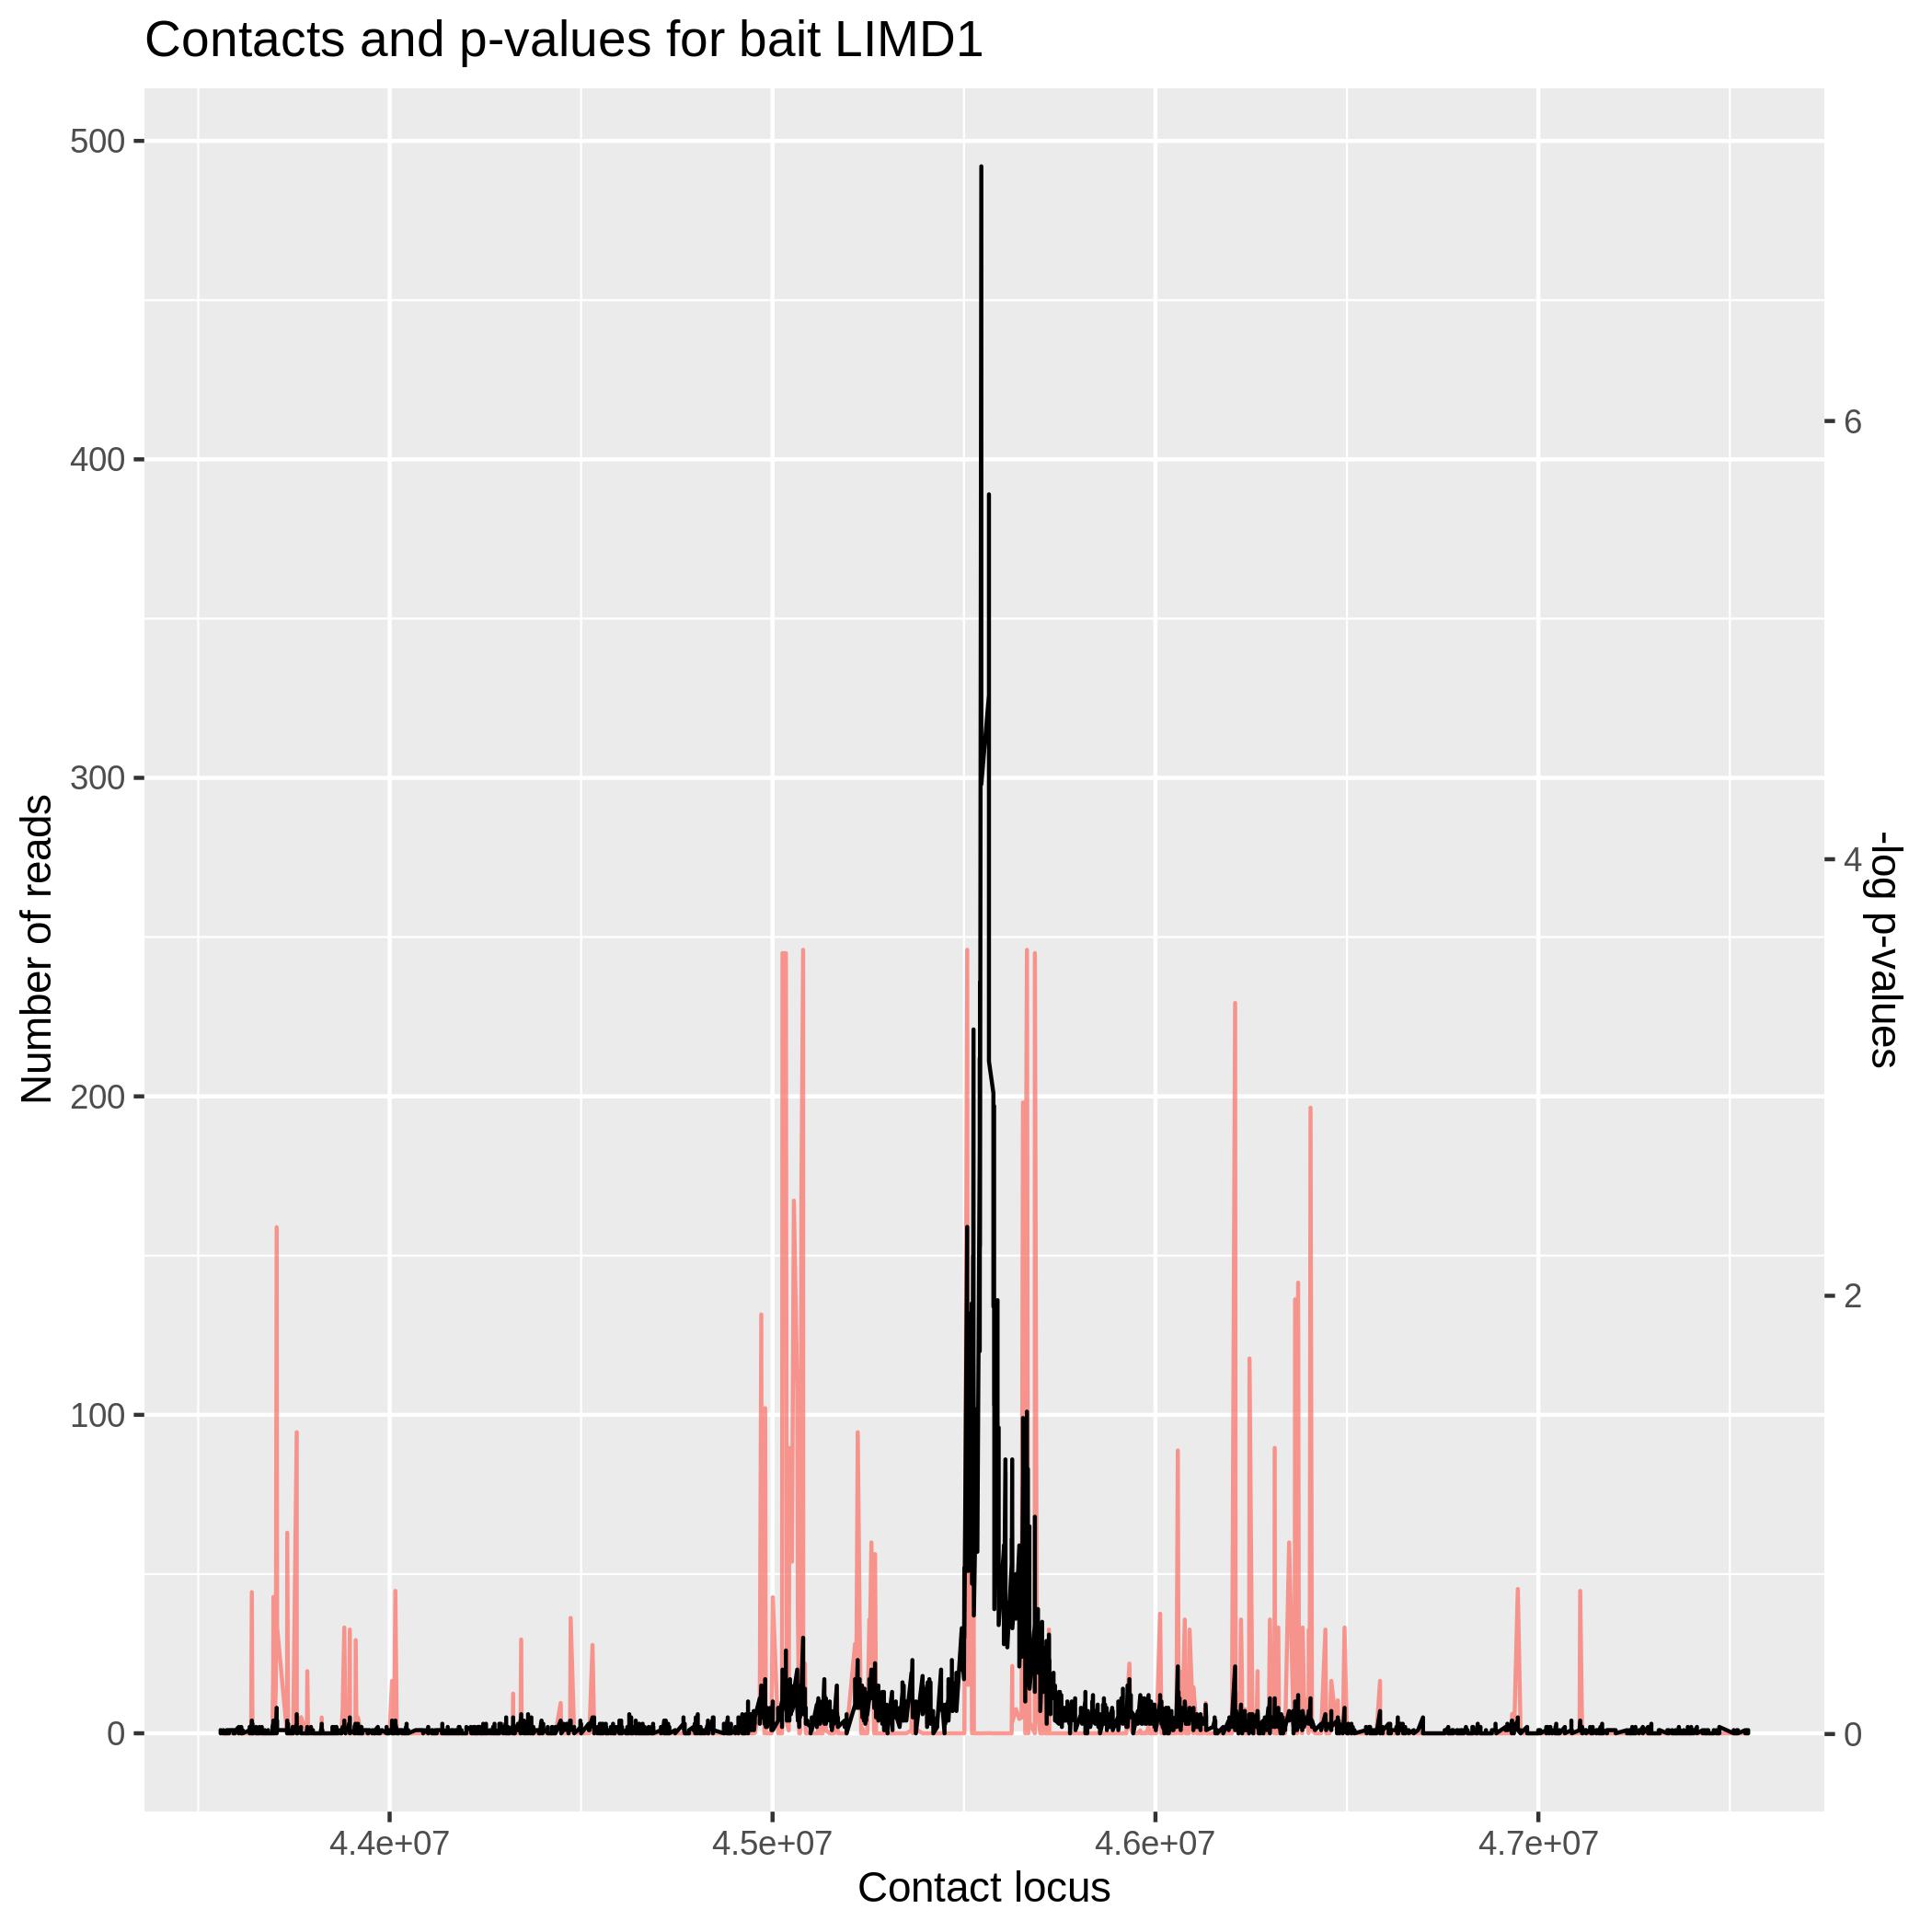 Contacts and p-values for bait LIMD1
500
400
300
200
100
0
Number of reads
6
4
2
0
-log p-values
4.4e+07
4.5e+07
4.6e+07
4.7e+07
Contact locus